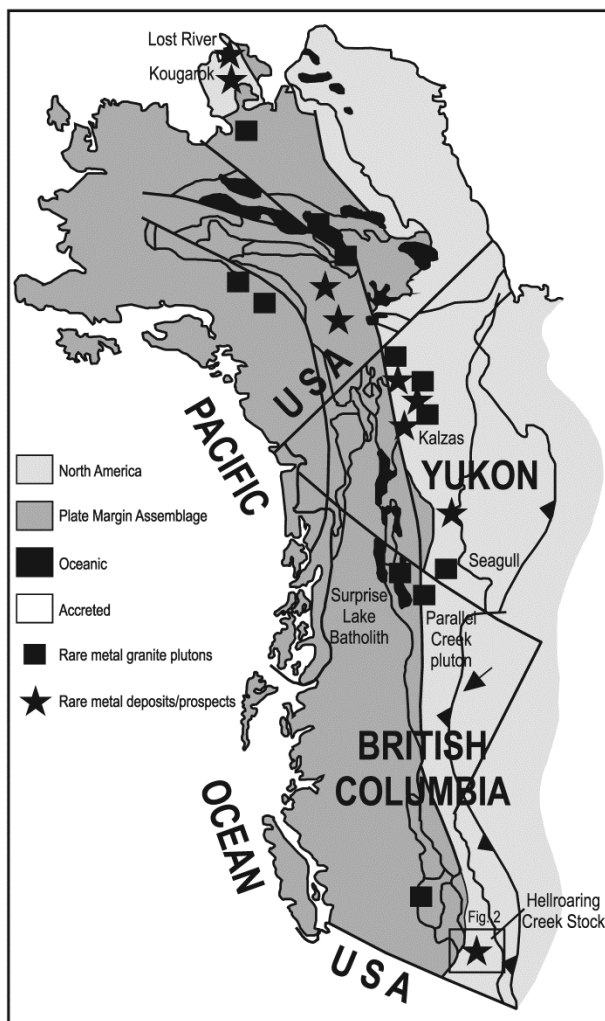 Lost River
Kougarok
USA
PACIFIC
Kalzas
YUKON
North America
Plate Margin Assemblage
Oceanic
Accreted
Rare metal granite plutons
Rare metal deposits/prospects
Seagull
Surprise
Lake
Batholith
Parallel
Creek
pluton
BRITISH
COLUMBIA
OCEAN
Fig. 2
Hellroaring
Creek Stock
USA